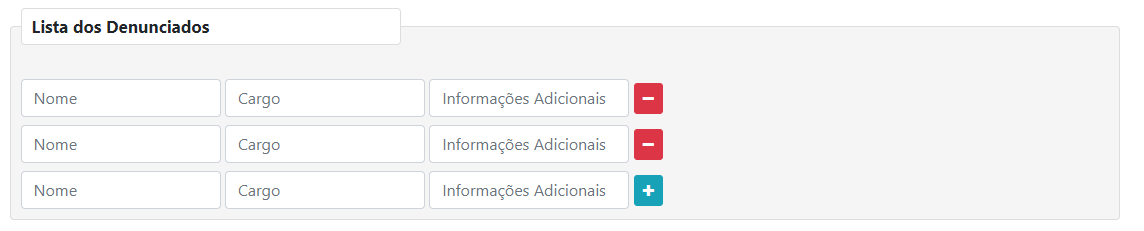 Lista dos Denunciados
Nome Cargo Informações Adicionais
Nome Cargo Informações Adicionais
Nome Cargo Informações Adicionais